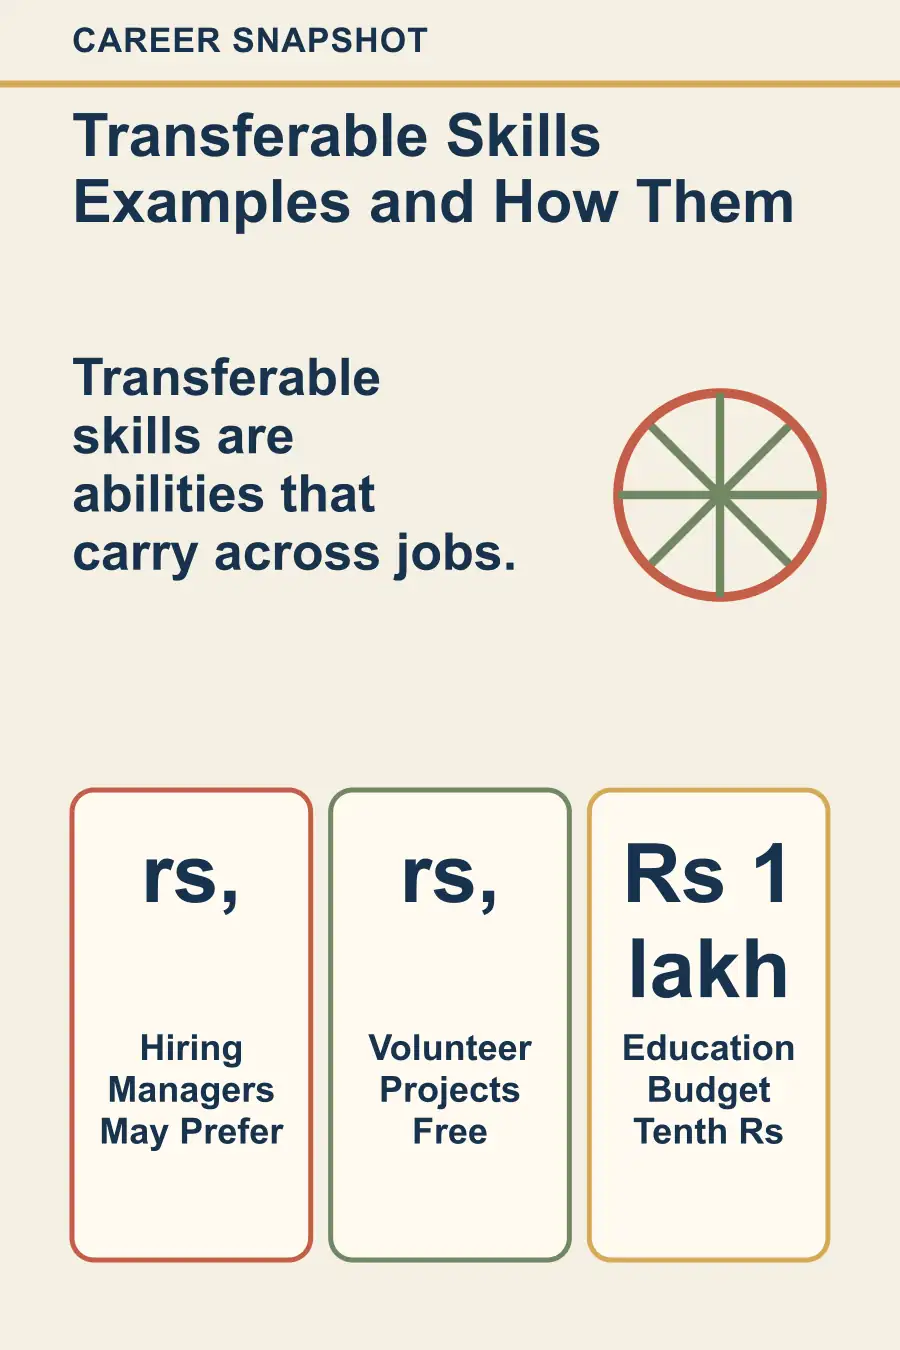 CAREER SNAPSHOT
Transferable Skills
Examples and How Them
Transferable
skills are
abilities that
carry across jobs.
rs,
Hiring
Managers
May Prefer
rs,
Volunteer
Projects
Free
Rs 1
lakh
Education
Budget
Tenth Rs